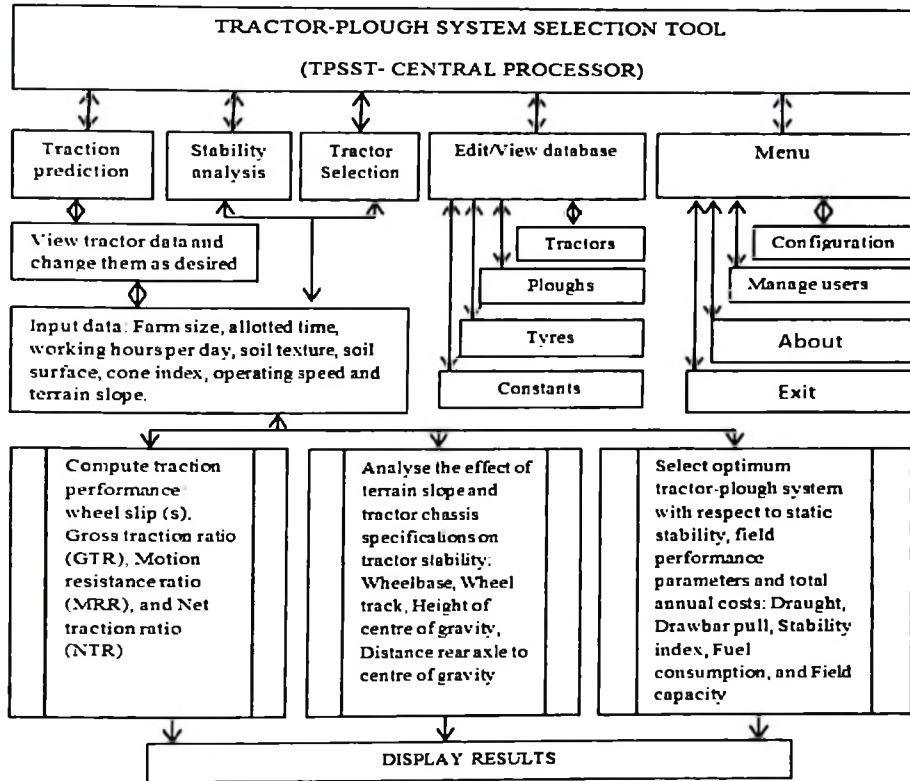 TRACTOR-PLOUGH SYSTEM SELECTION TOOL
(TPSST- CENTRAL PROCESSOR)
Traction
prediction
Stability
analysis
Tractor
Selection
Edit/View database
Menu
View tractor data and
change them as desired
Tractors
Ploughs
Tyres
Constants
Configuration
Manage users
About
Exit
Input data: Farm size, allotted time,
working hours per day, soil texture, soil
surface, cone index, operating speed and
terrain slope.
Compute traction
performance
wheel slip (s),
Gross traction ratio
(GTR), Motion
resistance ratio
(MRR), and Net
traction ratio
(NTR)
Analyse the effect of
terrain slope and
tractor chassis
specifications on
tractor stability:
Wheelbase, Wheel
track, Height of
centre of gravity,
Distance rear axle to
centre of gravity
Select optimum
tractor-plough system
with respect to static
stability, field
performance
parameters and total
annual costs: Draught,
Drawbar pull, Stability
index, Fuel
consumption, and Field
capacity
DISPLAY RESULTS